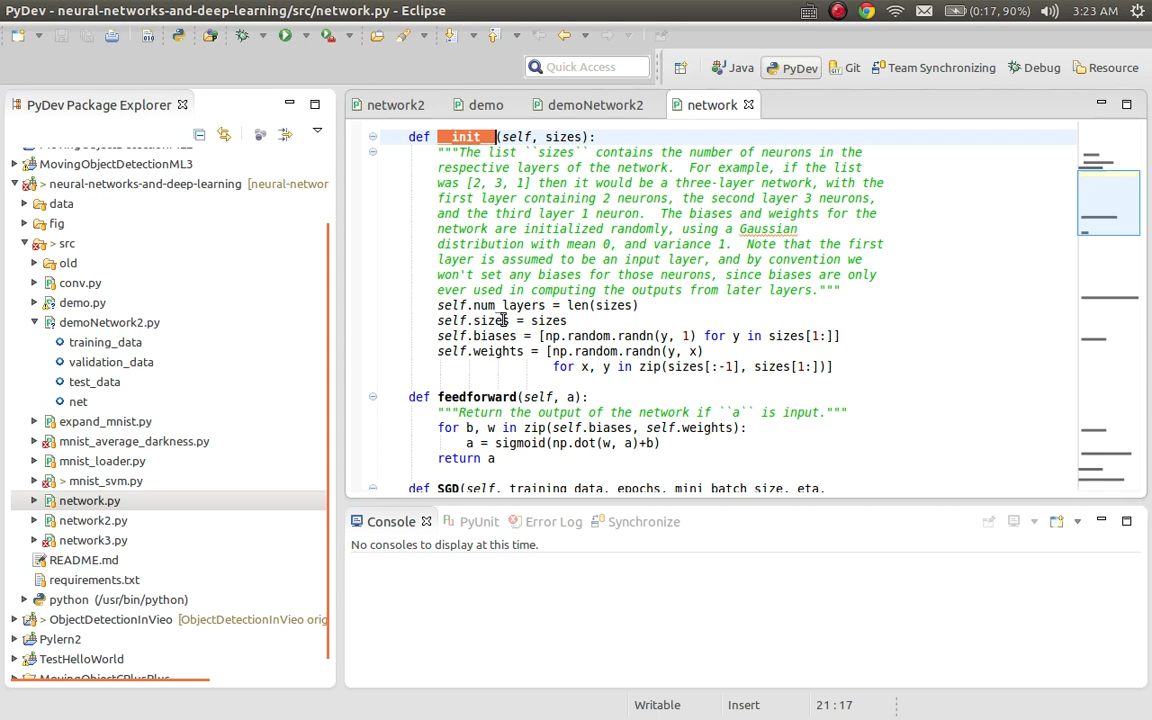 PyDev - neural-networks-and-deep-learning/src/network.py - Eclipse
(0:17, 90%)
3:23 AM
Quick Access
Java
PyDev
Git
Team Synchronizing
Debug
Resource
PyDev Package Explorer
MovingObjectDetectionML3
> neural-networks-and-deep-learning [neural-networ
data
fig
> src
> old
conv.py
demo.py
demoNetwork2.py
training_data
validation_data
test_data
net
expand_mnist.py
mnist_average_darkness.py
mnist_loader.py
> mnist_svm.py
network.py
network2.py
network3.py
README.md
requirements.txt
python (/usr/bin/python)
> ObjectDetectionInVieo [ObjectDetectionInVieo orig
Pylern2
TestHelloWorld
MovingObjectCPlusPlus
network2
demo
demoNetwork2
network
def __init__(self, sizes):
"""The list ``sizes`` contains the number of neurons in the
respective layers of the network. For example, if the list
was [2, 3, 1] then it would be a three-layer network, with the
first layer containing 2 neurons, the second layer 3 neurons,
and the third layer 1 neuron. The biases and weights for the
network are initialized randomly, using a Gaussian
distribution with mean 0, and variance 1. Note that the first
layer is assumed to be an input layer, and by convention we
won't set any biases for those neurons, since biases are only
ever used in computing the outputs from later layers."""
self.num_layers = len(sizes)
self.sizes = sizes
self.biases = [np.random.randn(y, 1) for y in sizes[1:]]
self.weights = [np.random.randn(y, x)
for x, y in zip(sizes[:-1], sizes[1:])]
def feedforward(self, a):
"""Return the output of the network if ``a`` is input."""
for b, w in zip(self.biases, self.weights):
a = sigmoid(np.dot(w, a)+b)
return a
def SGD(self, training_data, epochs, mini_batch_size, eta,
Console
PyUnit
Error Log
Synchronize
No consoles to display at this time.
Writable
Insert
21 : 17